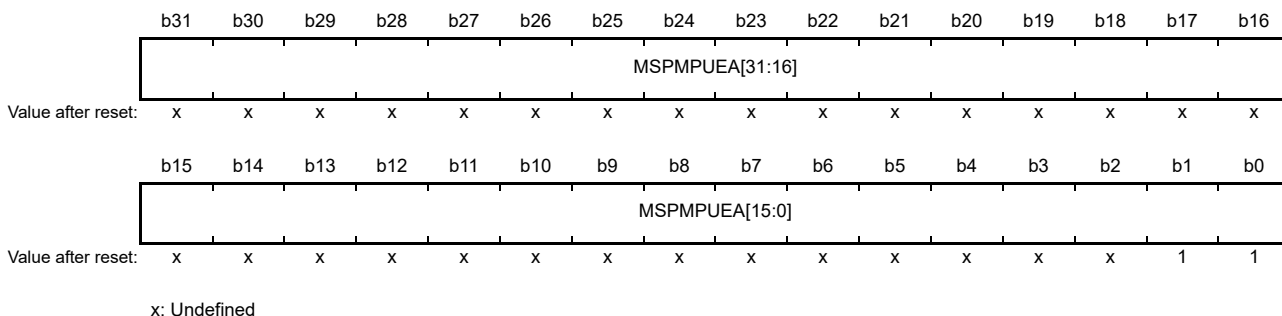 b31 b30 b29 b28 b27 b26 b25 b24 b23 b22 b21 b20 b19 b18 b17 b16
MSPMPUEA[31:16]
Value after reset: x x x x x x x x x x x x x x x x
b15 b14 b13 b12 b11 b10 b9 b8 b7 b6 b5 b4 b3 b2 b1 b0
MSPMPUEA[15:0]
Value after reset: x x x x x x x x x x x x x x 1 1
x: Undefined